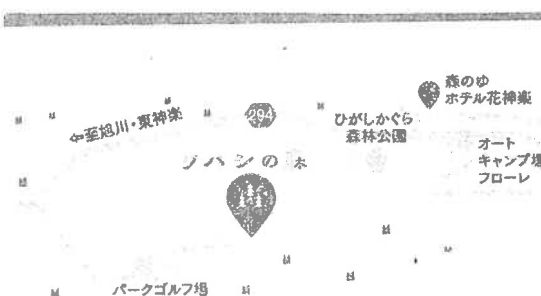 森のゆ
ホテル花神楽
⇐至旭川・東神楽
294
ひがしかぐら
森林公園
オート
キャンプ場
フローレ
の木
パークゴルフ場